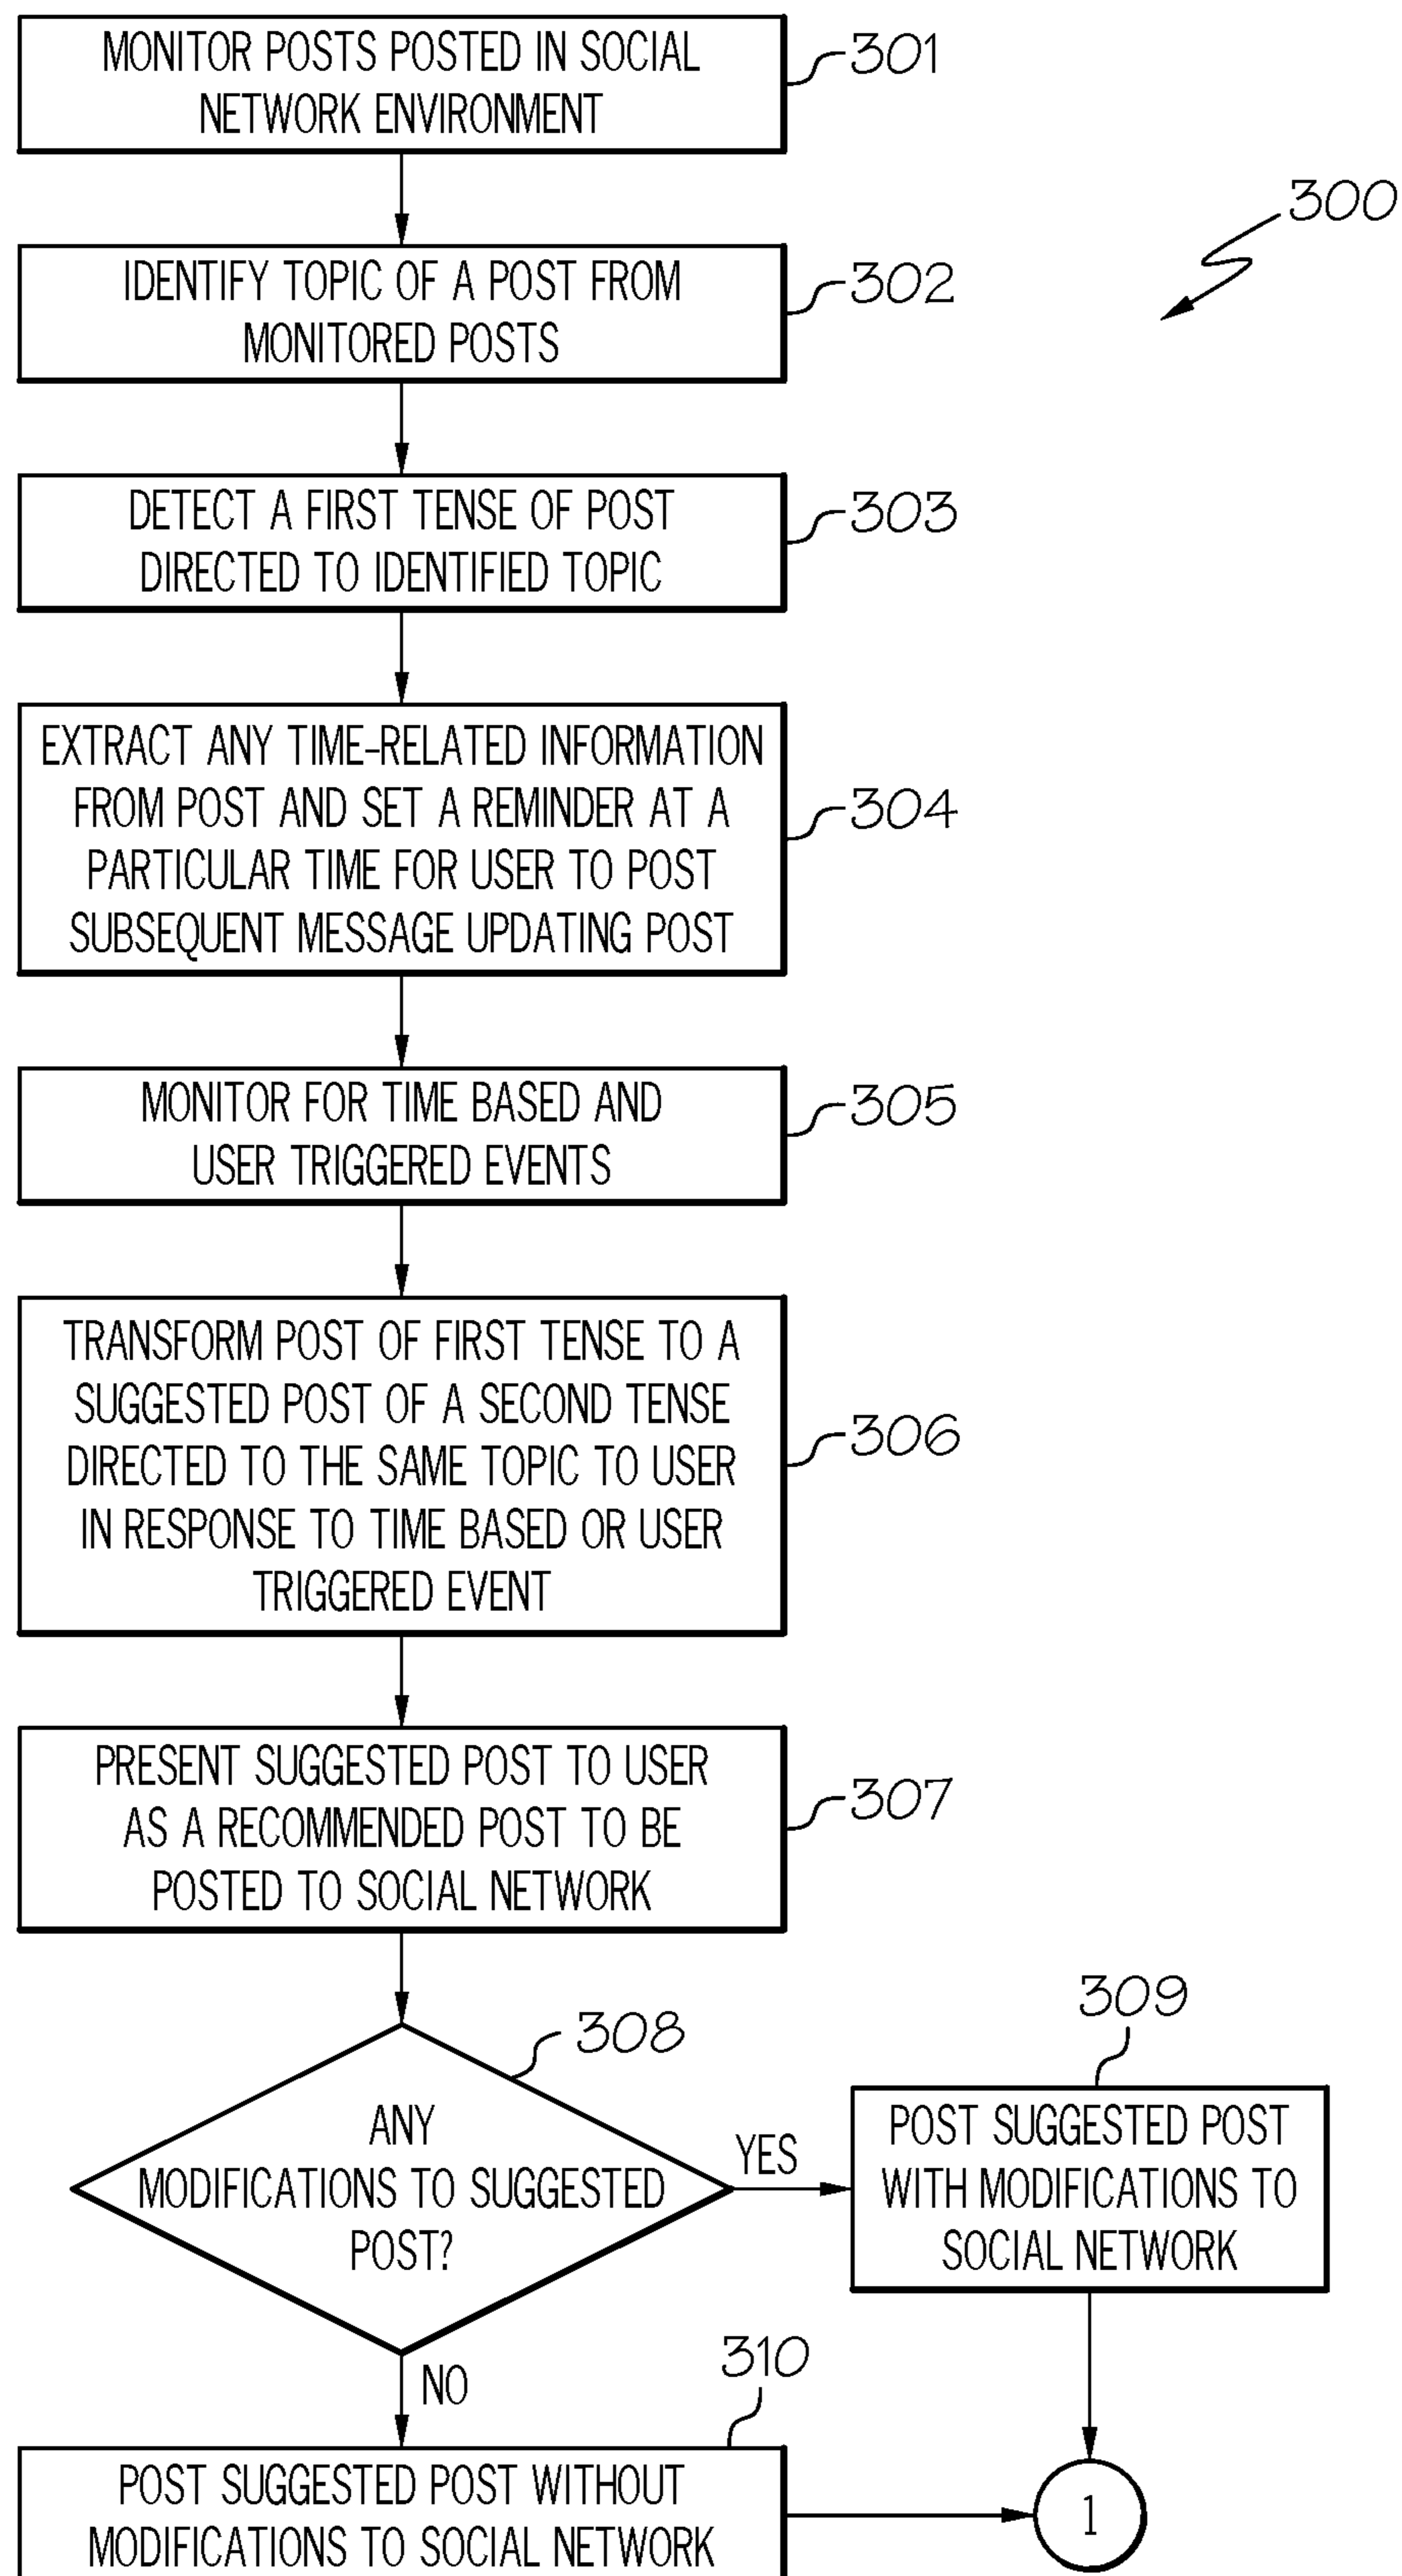 MONITOR POSTS POSTED IN SOCIAL
NETWORK ENVIRONMENT
301
300
IDENTIFY TOPIC OF A POST FROM
MONITORED POSTS
302
DETECT A FIRST TENSE OF POST
DIRECTED TO IDENTIFIED TOPIC
303
EXTRACT ANY TIME-RELATED INFORMATION
FROM POST AND SET A REMINDER AT A
PARTICULAR TIME FOR USER TO POST
SUBSEQUENT MESSAGE UPDATING POST
304
MONITOR FOR TIME BASED AND
USER TRIGGERED EVENTS
305
TRANSFORM POST OF FIRST TENSE TO A
SUGGESTED POST OF A SECOND TENSE
DIRECTED TO THE SAME TOPIC TO USER
IN RESPONSE TO TIME BASED OR USER
TRIGGERED EVENT
306
PRESENT SUGGESTED POST TO USER
AS A RECOMMENDED POST TO BE
POSTED TO SOCIAL NETWORK
307
308
ANY
MODIFICATIONS TO SUGGESTED
POST?
YES
309
POST SUGGESTED POST
WITH MODIFICATIONS TO
SOCIAL NETWORK
NO
310
POST SUGGESTED POST WITHOUT
MODIFICATIONS TO SOCIAL NETWORK
1